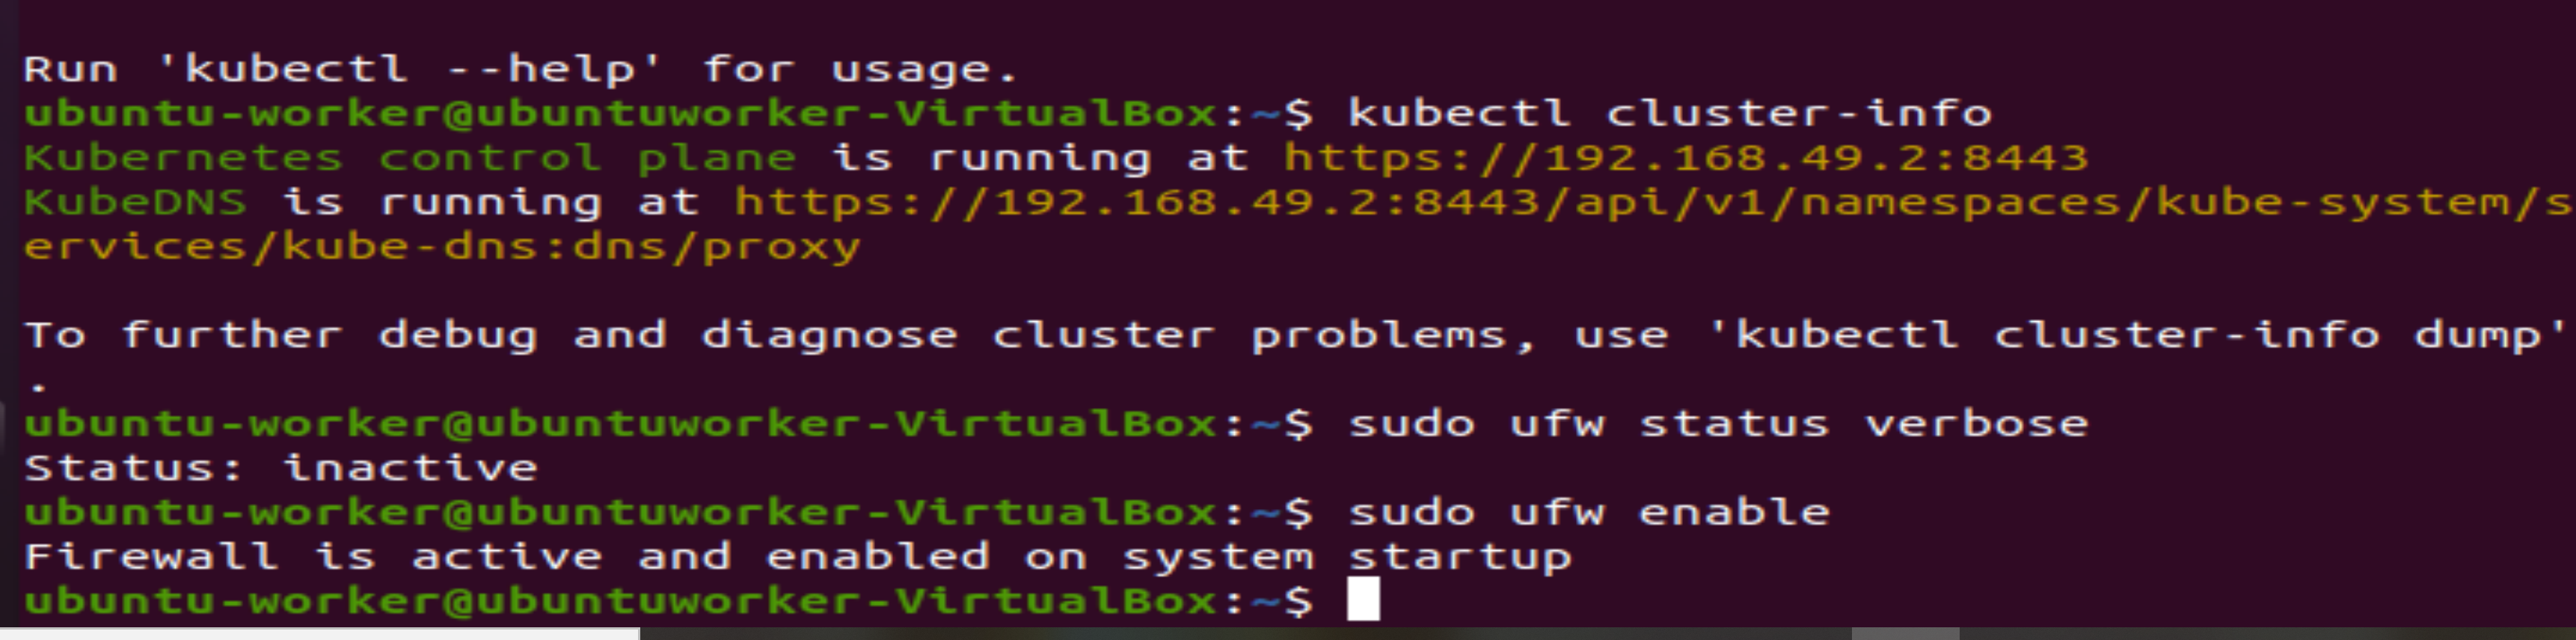 Run 'kubectl --help' for usage.
ubuntu-worker@ubuntuworker-VirtualBox:~$ kubectl cluster-info
Kubernetes control plane is running at https://192.168.49.2:8443
KubeDNS is running at https://192.168.49.2:8443/api/v1/namespaces/kube-system/s
ervices/kube-dns:dns/proxy
To further debug and diagnose cluster problems, use 'kubectl cluster-info dump'
.
ubuntu-worker@ubuntuworker-VirtualBox:~$ sudo ufw status verbose
Status: inactive
ubuntu-worker@ubuntuworker-VirtualBox:~$ sudo ufw enable
Firewall is active and enabled on system startup
ubuntu-worker@ubuntuworker-VirtualBox:~$